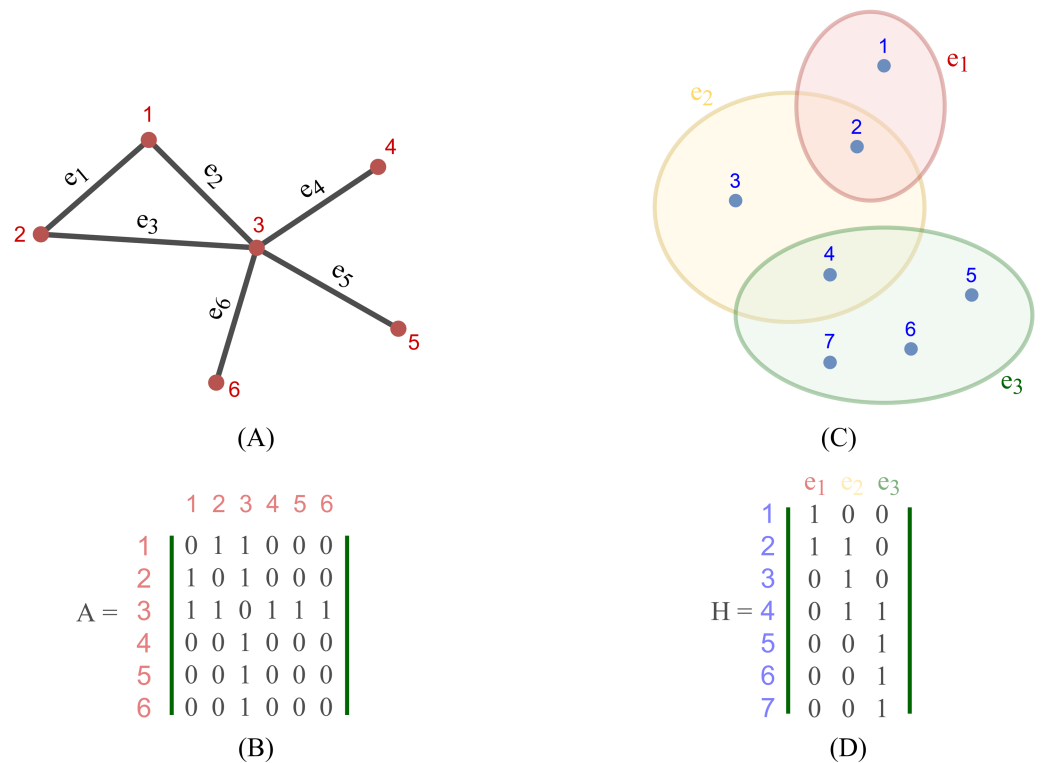 1
2
3
4
5
6
e1
e2
e3
e4
e5
e6
(A)
1 2 3 4 5 6
1 0 1 1 0 0 0
2 1 0 1 0 0 0
A = 3 1 1 0 1 1 1
4 0 0 1 0 0 0
5 0 0 1 0 0 0
6 0 0 1 0 0 0
(B)
1
e1
e2
2
3
4
5
6
7
e3
(C)
e1 e2 e3
1 1 0 0
2 1 1 0
3 0 1 0
H = 4 0 1 1
5 0 0 1
6 0 0 1
7 0 0 1
(D)